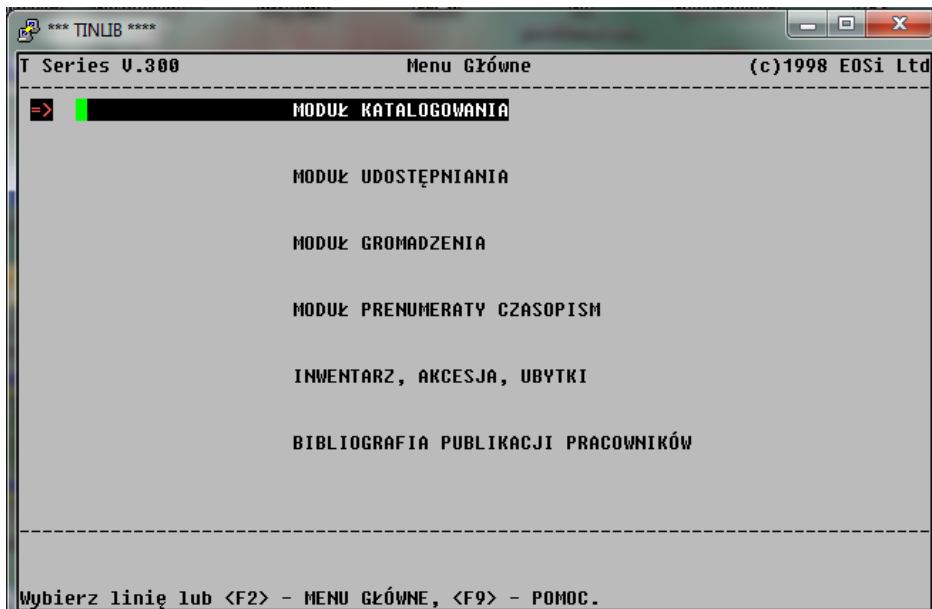 *** TINLIB ****
T Series V.300 Menu Główne (c)1998 EOSi Ltd
=> MODUŁ KATALOGOWANIA
MODUŁ UDOSTĘPNIANIA
MODUŁ GROMADZENIA
MODUŁ PRENUMERATY CZASOPISM
INWENTARZ, AKCESJA, UBYTKI
BIBLIOGRAFIA PUBLIKACJI PRACOWNIKÓW
Wybierz linię lub <F2> - MENU GŁÓWNE, <F9> - POMOC.